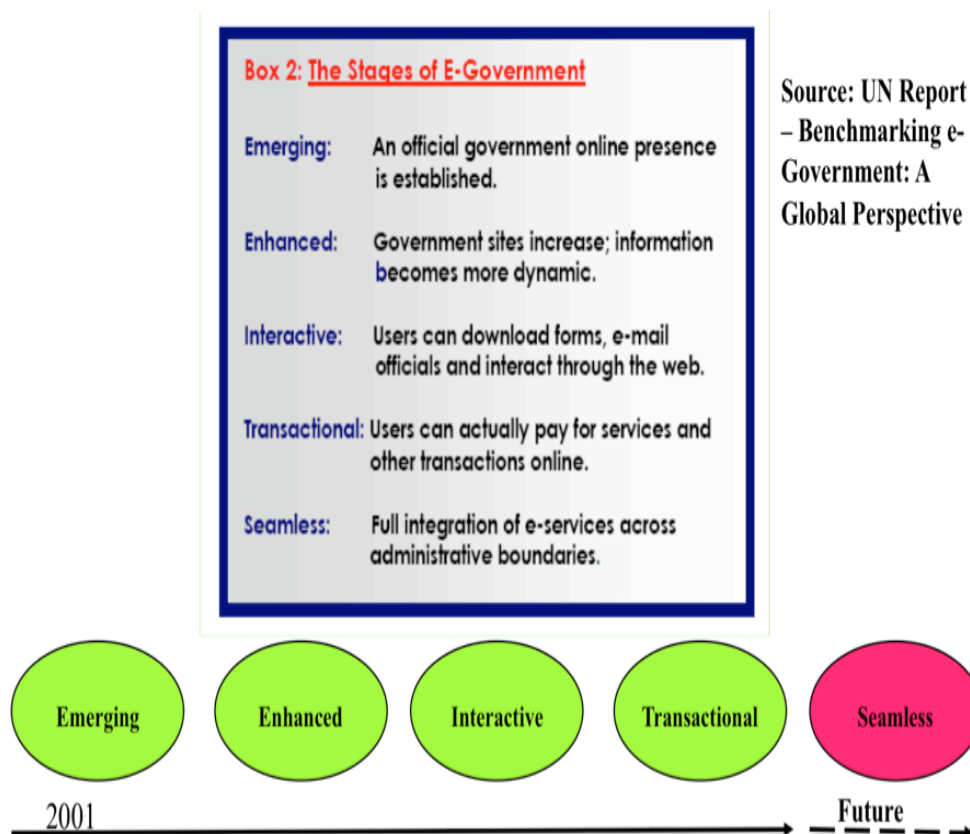 Box 2: The Stages of E-Government
Emerging: An official government online presence
is established.
Enhanced: Government sites increase; information
becomes more dynamic.
Interactive: Users can download forms, e-mail
officials and interact through the web.
Transactional: Users can actually pay for services and
other transactions online.
Seamless: Full integration of e-services across
administrative boundaries.
Source: UN Report
– Benchmarking e-
Government: A
Global Perspective
Emerging
Enhanced
Interactive
Transactional
Seamless
2001
Future